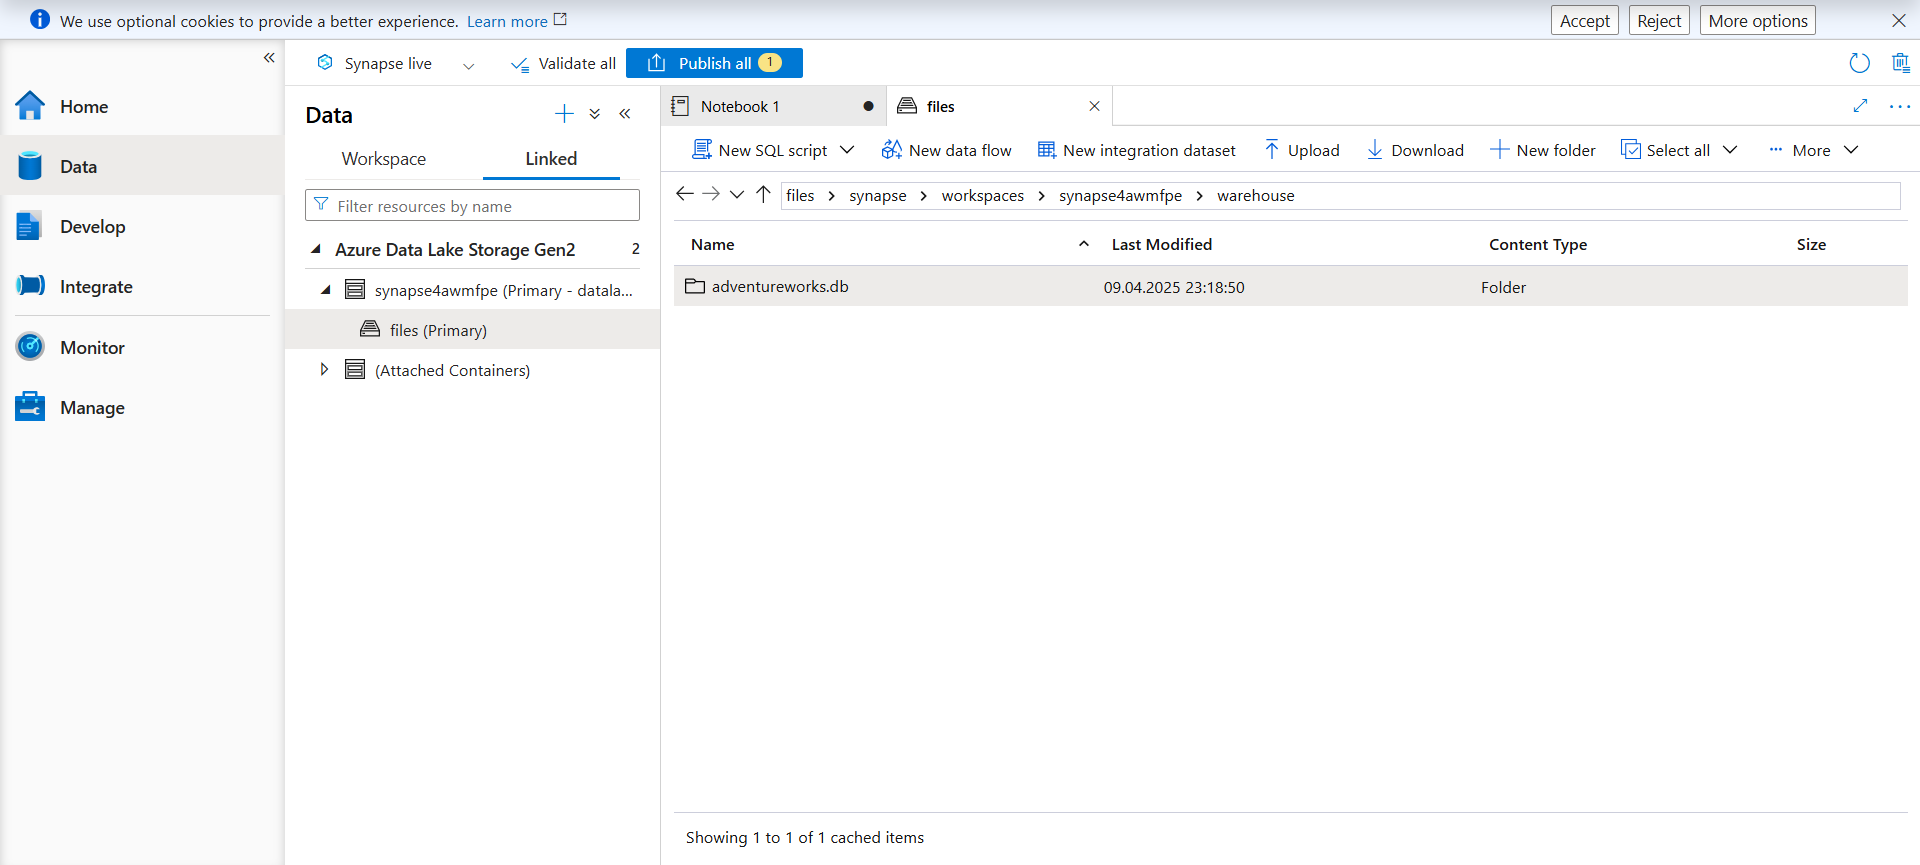 We use optional cookies to provide a better experience. Learn more
Accept
Reject
More options
Home
Data
Develop
Integrate
Monitor
Manage
Synapse live
Validate all
Publish all 1
Data
Workspace
Linked
Filter resources by name
Azure Data Lake Storage Gen2 2
synapse4awmfpe (Primary - datala...
files (Primary)
(Attached Containers)
Notebook 1
files
New SQL script
New data flow
New integration dataset
Upload
Download
New folder
Select all
More
files > synapse > workspaces > synapse4awmfpe > warehouse
Name Last Modified Content Type Size
adventureworks.db 09.04.2025 23:18:50 Folder
Showing 1 to 1 of 1 cached items